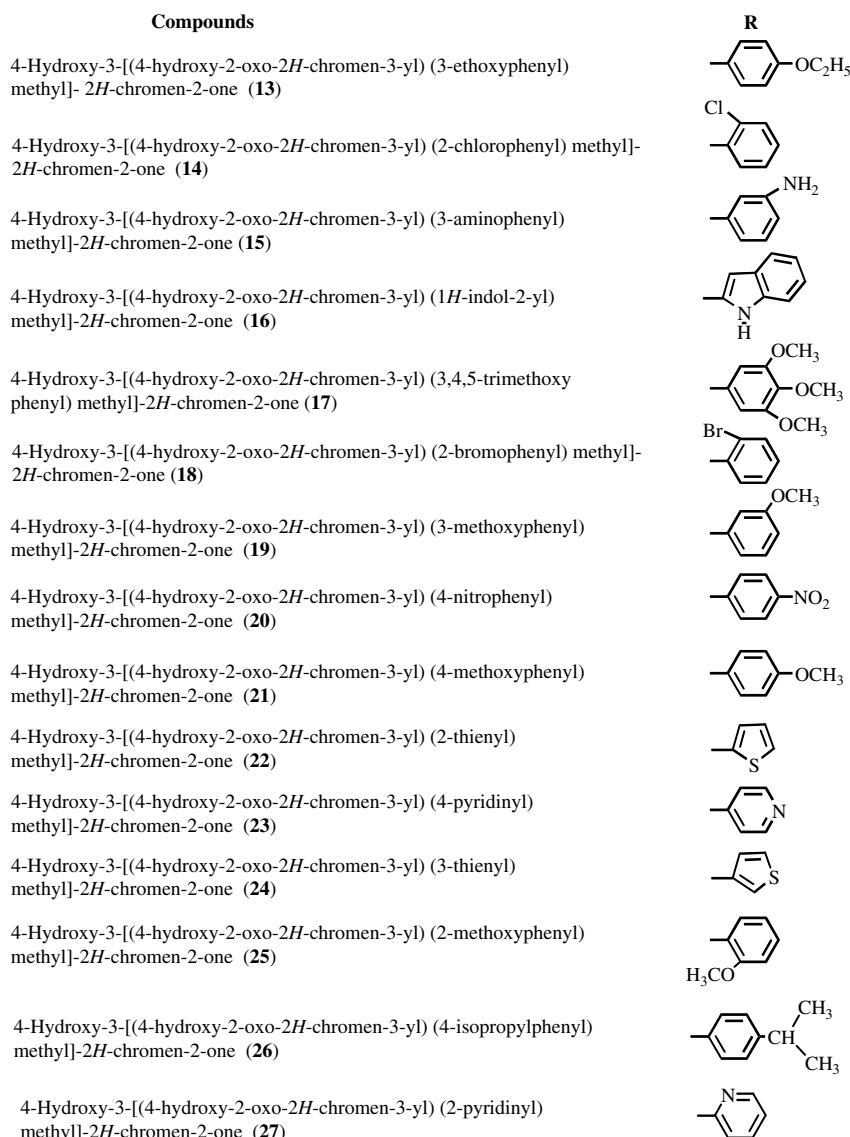 Compounds R
4-Hydroxy-3-[(4-hydroxy-2-oxo-2H-chromen-3-yl) (3-ethoxyphenyl)
methyl]- 2H-chromen-2-one (13)
OC2H5
Cl
4-Hydroxy-3-[(4-hydroxy-2-oxo-2H-chromen-3-yl) (2-chlorophenyl) methyl]-
2H-chromen-2-one (14)
NH2
4-Hydroxy-3-[(4-hydroxy-2-oxo-2H-chromen-3-yl) (3-aminophenyl)
methyl]-2H-chromen-2-one (15)
4-Hydroxy-3-[(4-hydroxy-2-oxo-2H-chromen-3-yl) (1H-indol-2-yl)
methyl]-2H-chromen-2-one (16)
N
H
OCH3
4-Hydroxy-3-[(4-hydroxy-2-oxo-2H-chromen-3-yl) (3,4,5-trimethoxy
phenyl) methyl]-2H-chromen-2-one (17)
OCH3
OCH3
Br
4-Hydroxy-3-[(4-hydroxy-2-oxo-2H-chromen-3-yl) (2-bromophenyl) methyl]-
2H-chromen-2-one (18)
OCH3
4-Hydroxy-3-[(4-hydroxy-2-oxo-2H-chromen-3-yl) (3-methoxyphenyl)
methyl]-2H-chromen-2-one (19)
4-Hydroxy-3-[(4-hydroxy-2-oxo-2H-chromen-3-yl) (4-nitrophenyl)
methyl]-2H-chromen-2-one (20)
NO2
4-Hydroxy-3-[(4-hydroxy-2-oxo-2H-chromen-3-yl) (4-methoxyphenyl)
methyl]-2H-chromen-2-one (21)
OCH3
4-Hydroxy-3-[(4-hydroxy-2-oxo-2H-chromen-3-yl) (2-thienyl)
methyl]-2H-chromen-2-one (22)
S
4-Hydroxy-3-[(4-hydroxy-2-oxo-2H-chromen-3-yl) (4-pyridinyl)
methyl]-2H-chromen-2-one (23)
N
4-Hydroxy-3-[(4-hydroxy-2-oxo-2H-chromen-3-yl) (3-thienyl)
methyl]-2H-chromen-2-one (24)
S
4-Hydroxy-3-[(4-hydroxy-2-oxo-2H-chromen-3-yl) (2-methoxyphenyl)
methyl]-2H-chromen-2-one (25)
H3CO
CH3
4-Hydroxy-3-[(4-hydroxy-2-oxo-2H-chromen-3-yl) (4-isopropylphenyl)
methyl]-2H-chromen-2-one (26)
CH
CH3
N
4-Hydroxy-3-[(4-hydroxy-2-oxo-2H-chromen-3-yl) (2-pyridinyl)
methyl]-2H-chromen-2-one (27)